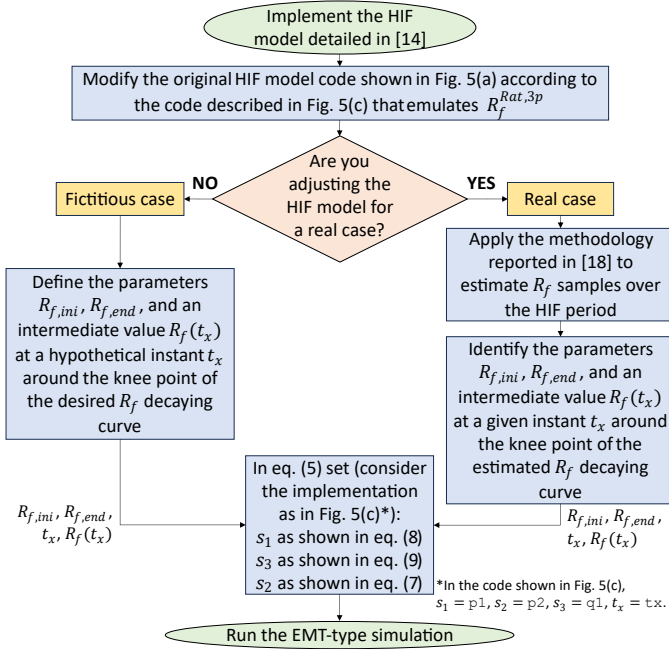 Implement the HIF
model detailed in [14]
Modify the original HIF model code shown in Fig. 5(a) according to
the code described in Fig. 5(c) that emulates R_f^{Rat,3p}
Are you
adjusting the
HIF model for
a real case?
NO
YES
Fictitious case
Real case
Define the parameters
R_{f,ini}, R_{f,end}, and an
intermediate value R_f(t_x)
at a hypothetical instant t_x
around the knee point of
the desired R_f decaying
curve
Apply the methodology
reported in [18] to
estimate R_f samples over
the HIF period
Identify the parameters
R_{f,ini}, R_{f,end}, and an
intermediate value R_f(t_x)
at a given instant t_x around
the knee point of the
estimated R_f decaying
curve
R_{f,ini}, R_{f,end},
t_x, R_f(t_x)
In eq. (5) set (consider
the implementation
as in Fig. 5(c)*):
s_1 as shown in eq. (8)
s_3 as shown in eq. (9)
s_2 as shown in eq. (7)
R_{f,ini}, R_{f,end},
t_x, R_f(t_x)
*In the code shown in Fig. 5(c),
s_1 = p1, s_2 = p2, s_3 = q1, t_x = tx.
Run the EMT-type simulation